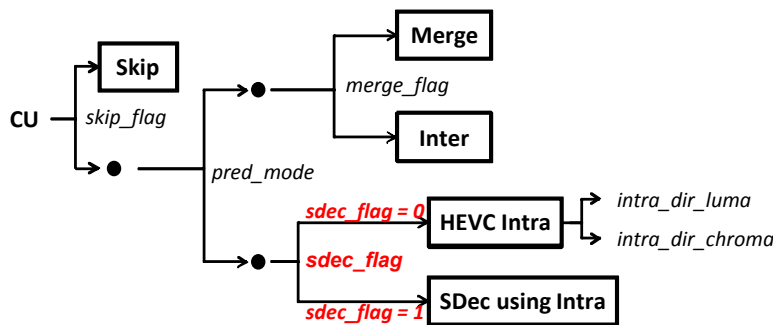 Merge
Skip
merge_flag
CU
skip_flag
Inter
pred_mode
sdec_flag = 0
HEVC Intra
intra_dir_luma
intra_dir_chroma
sdec_flag
SDec using Intra
sdec_flag = 1